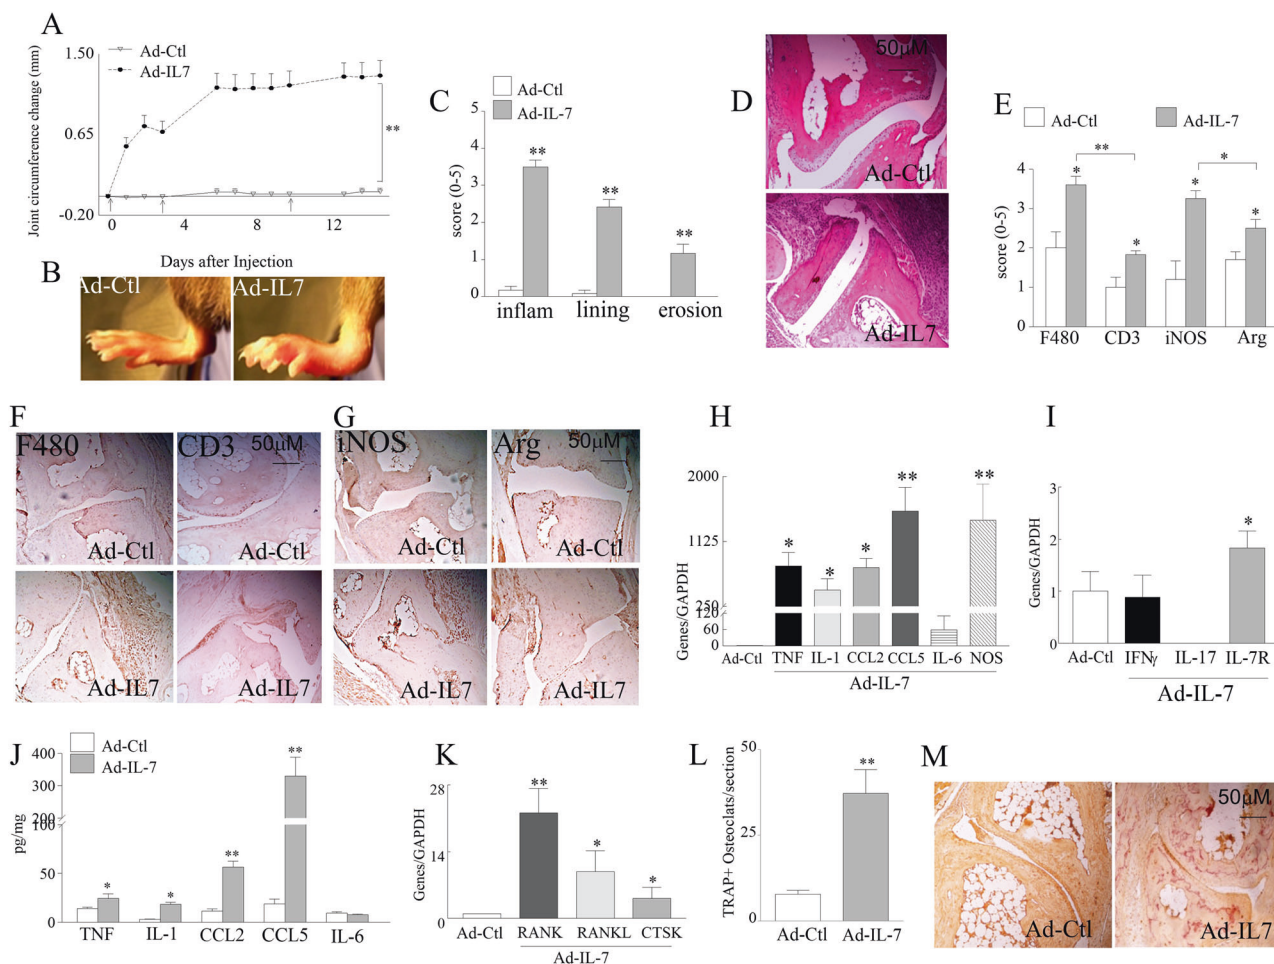 A
Ad-Ctl
Ad-IL7
Joint circumference change (mm)
1.50
0.65
-0.20
**
0 4 8 12
Days after Injection
B
Ad-Ctl
Ad-IL7
C
Ad-Ctl
Ad-IL-7
score (0-5)
5
4
3
2
1
0
** ** **
inflam lining erosion
D
50µM
Ad-Ctl
Ad-IL7
E
Ad-Ctl
Ad-IL-7
score (0-5)
4
3
2
1
0
** *
* * * *
F480 CD3 iNOS Arg
F
F480 CD3
50µM
Ad-Ctl Ad-Ctl
Ad-IL7 Ad-IL7
G
iNOS Arg
50µM
Ad-Ctl Ad-Ctl
Ad-IL7 Ad-IL7
H
Genes/GAPDH
2000
1125
250
120
60
0
* * * ** **
Ad-Ctl TNF IL-1 CCL2 CCL5 IL-6 NOS
Ad-IL-7
I
Genes/GAPDH
3
2
1
0
*
Ad-Ctl IFNγ IL-17 IL-7R
Ad-IL-7
J
Ad-Ctl
Ad-IL-7
pg/mg
400
300
200
100
50
0
* * ** **
TNF IL-1 CCL2 CCL5 IL-6
K
Genes/GAPDH
28
14
0
** * *
Ad-Ctl RANK RANKL CTSK
Ad-IL-7
L
TRAP+ Osteoclats/section
50
25
0
**
Ad-Ctl Ad-IL-7
M
50µM
Ad-Ctl
Ad-IL7